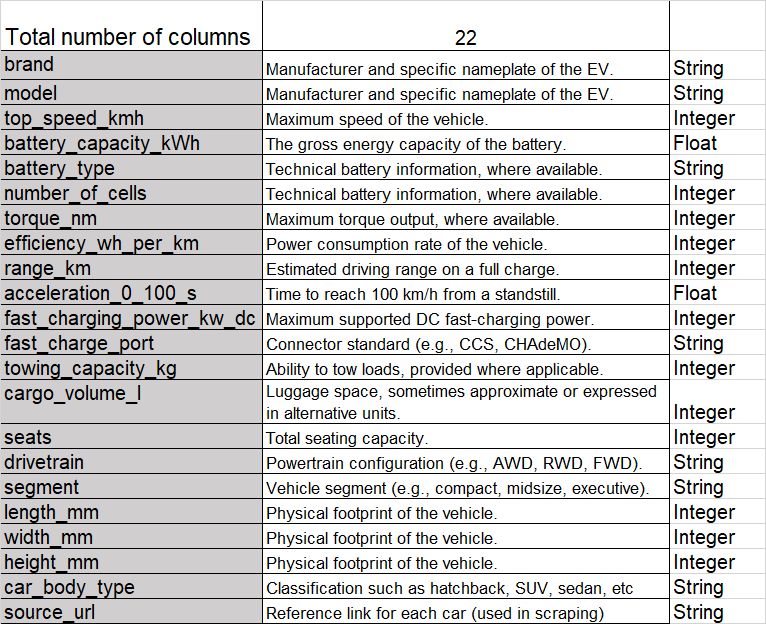 Total number of columns 22
brand Manufacturer and specific nameplate of the EV. String
model Manufacturer and specific nameplate of the EV. String
top_speed_kmh Maximum speed of the vehicle. Integer
battery_capacity_kWh The gross energy capacity of the battery. Float
battery_type Technical battery information, where available. String
number_of_cells Technical battery information, where available. Integer
torque_nm Maximum torque output, where available. Integer
efficiency_wh_per_km Power consumption rate of the vehicle. Integer
range_km Estimated driving range on a full charge. Integer
acceleration_0_100_s Time to reach 100 km/h from a standstill. Float
fast_charging_power_kw_dc Maximum supported DC fast-charging power. Integer
fast_charge_port Connector standard (e.g., CCS, CHAdeMO). String
towing_capacity_kg Ability to tow loads, provided where applicable. Integer
cargo_volume_l Luggage space, sometimes approximate or expressed
in alternative units. Integer
seats Total seating capacity. Integer
drivetrain Powertrain configuration (e.g., AWD, RWD, FWD). String
segment Vehicle segment (e.g., compact, midsize, executive). String
length_mm Physical footprint of the vehicle. Integer
width_mm Physical footprint of the vehicle. Integer
height_mm Physical footprint of the vehicle. Integer
car_body_type Classification such as hatchback, SUV, sedan, etc String
source_url Reference link for each car (used in scraping) String